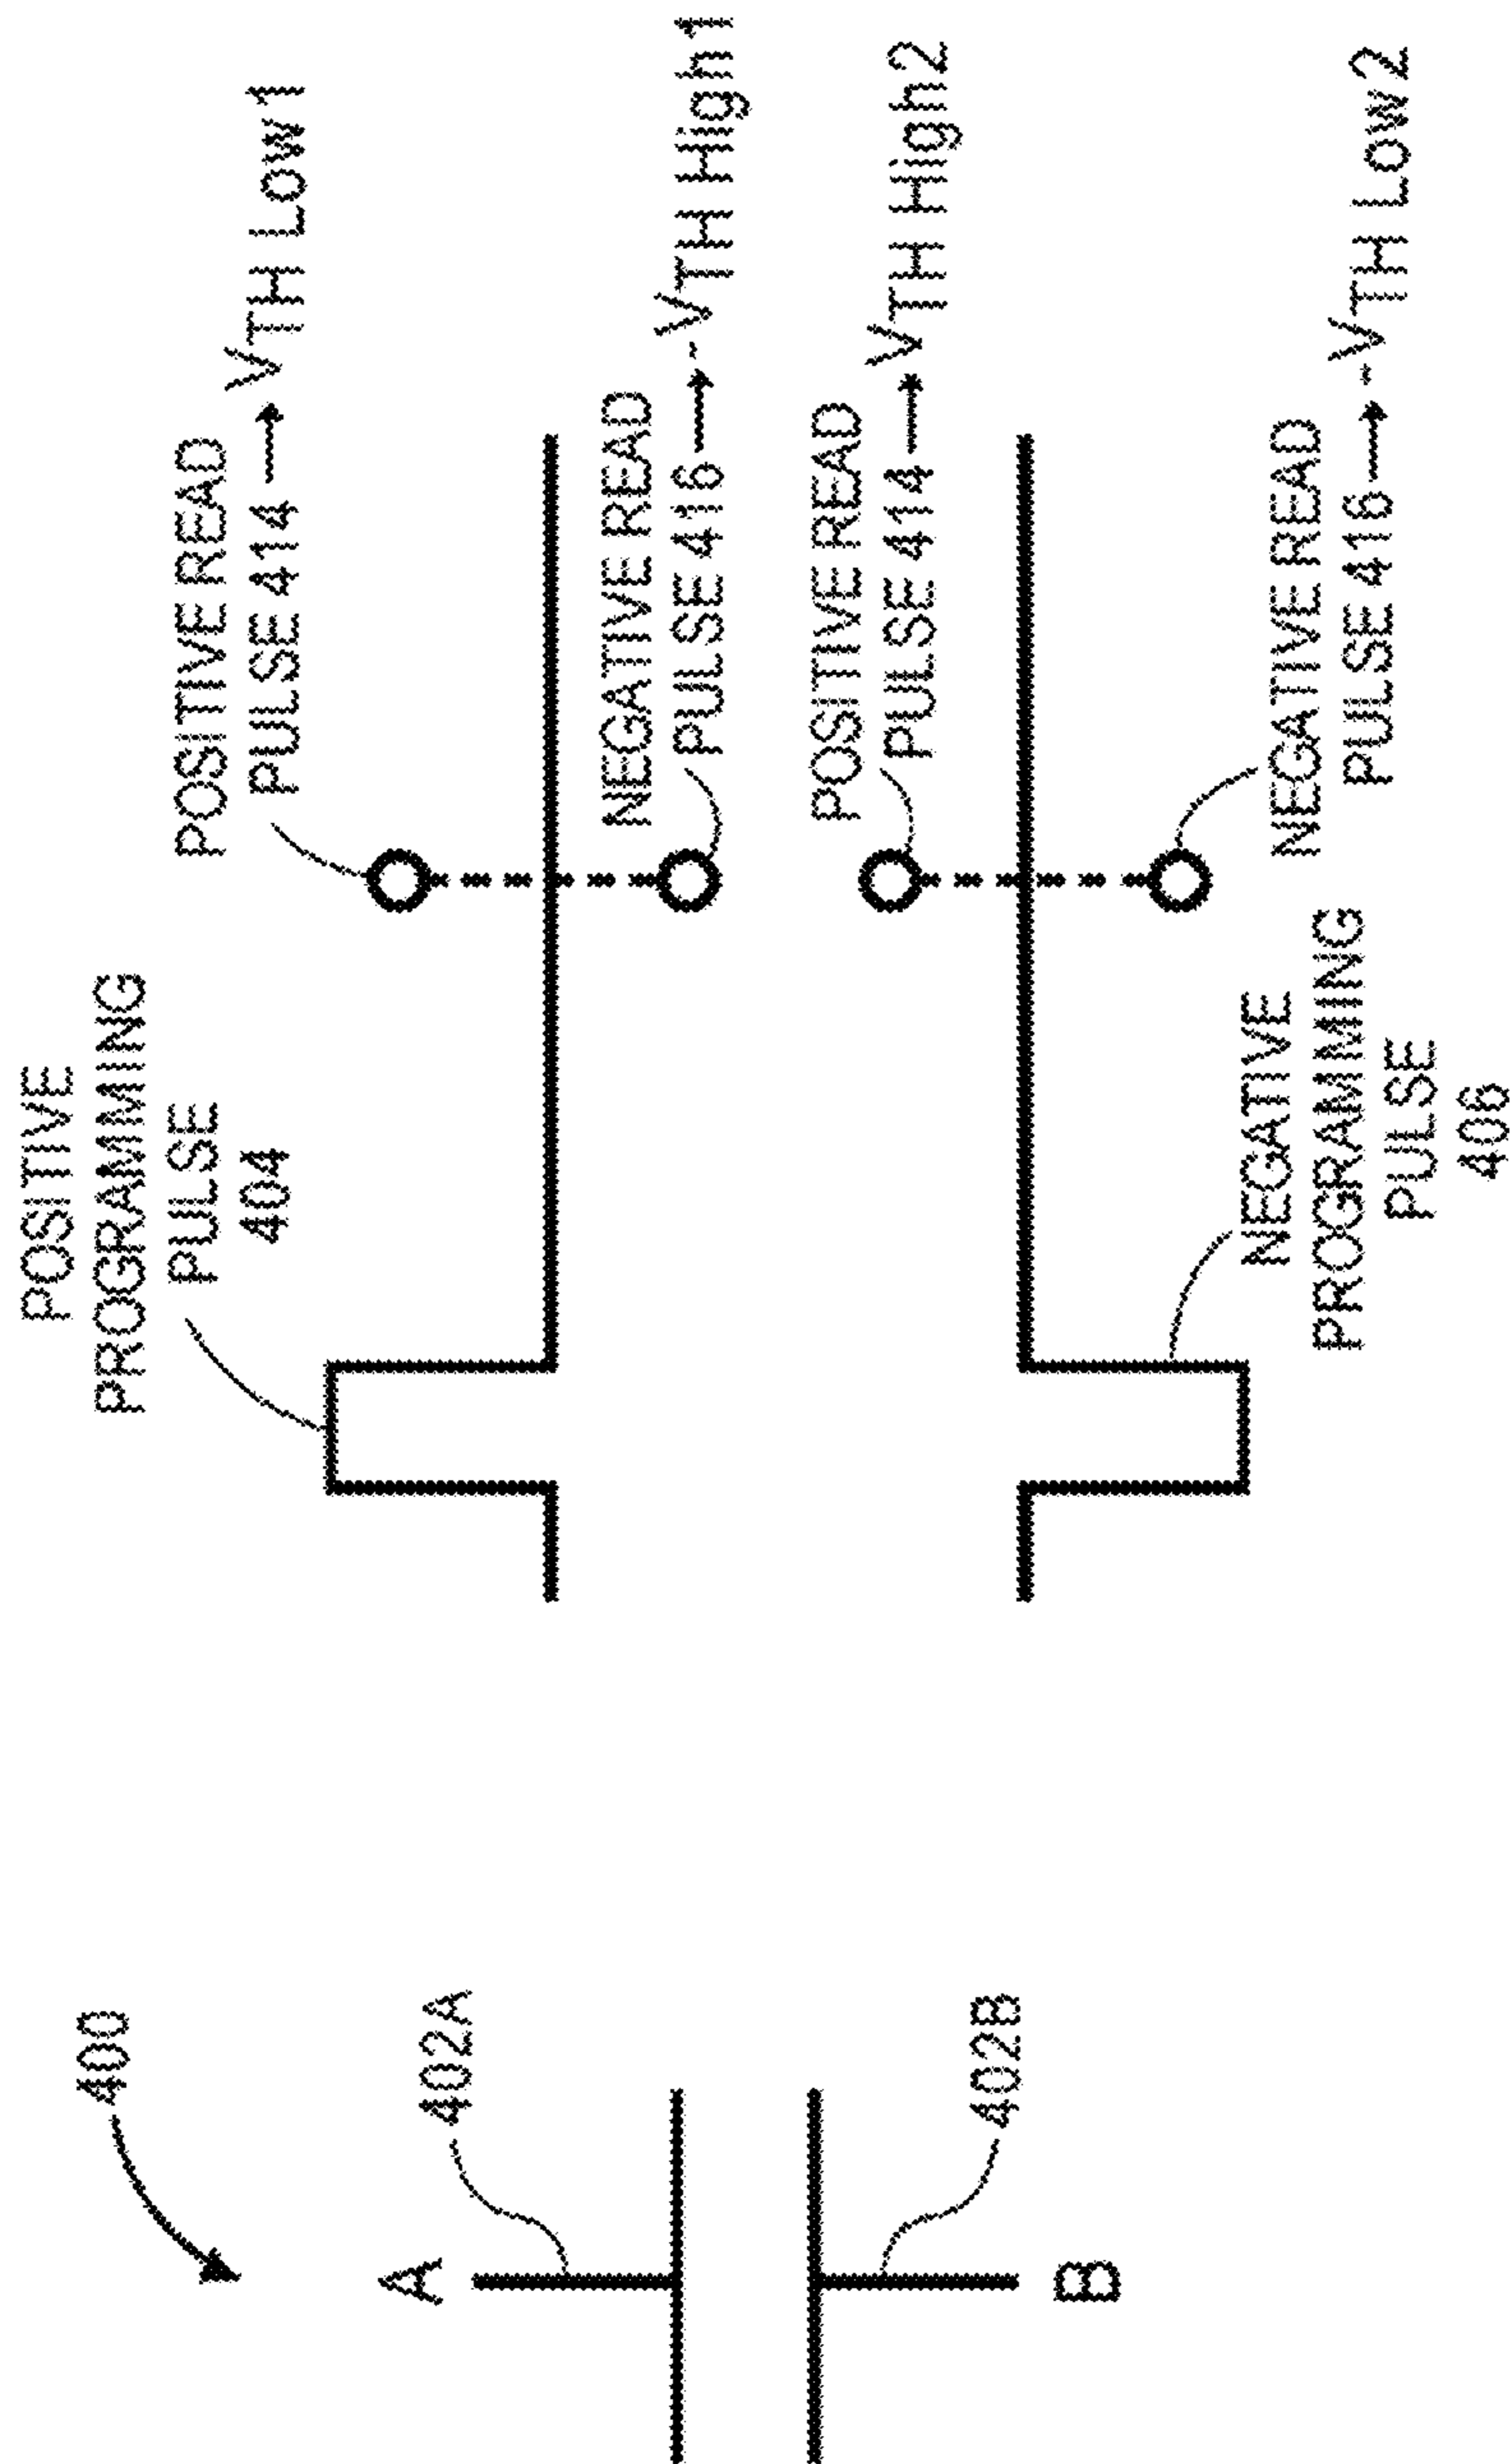 400
A
402A
402B
B
POSITIVE
PROGRAMMING
PULSE
404
POSITIVE READ
PULSE 414 → VTH Low1
NEGATIVE READ
PULSE 416 → -VTH High1
POSITIVE READ
PULSE 414 → VTH High2
NEGATIVE READ
PULSE 416 → -VTH Low2
NEGATIVE
PROGRAMMING
PULSE
406